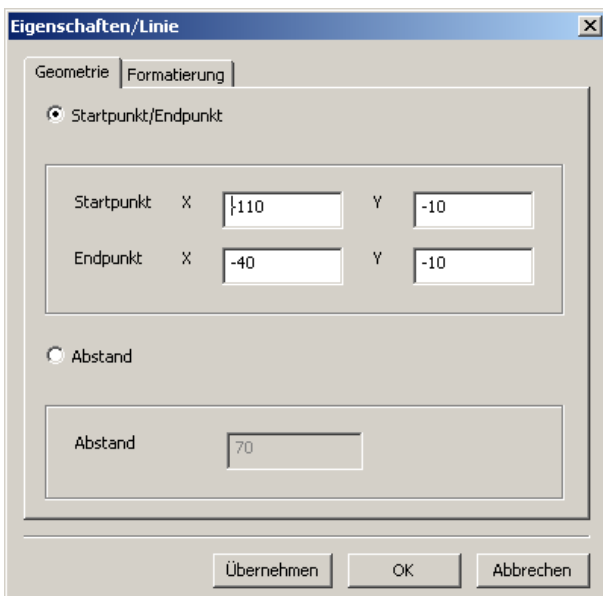 Eigenschaften/Linie
Geometrie Formatierung
Startpunkt/Endpunkt
Startpunkt X -110 Y -10
Endpunkt X -40 Y -10
Abstand
Abstand 70
Übernehmen OK Abbrechen